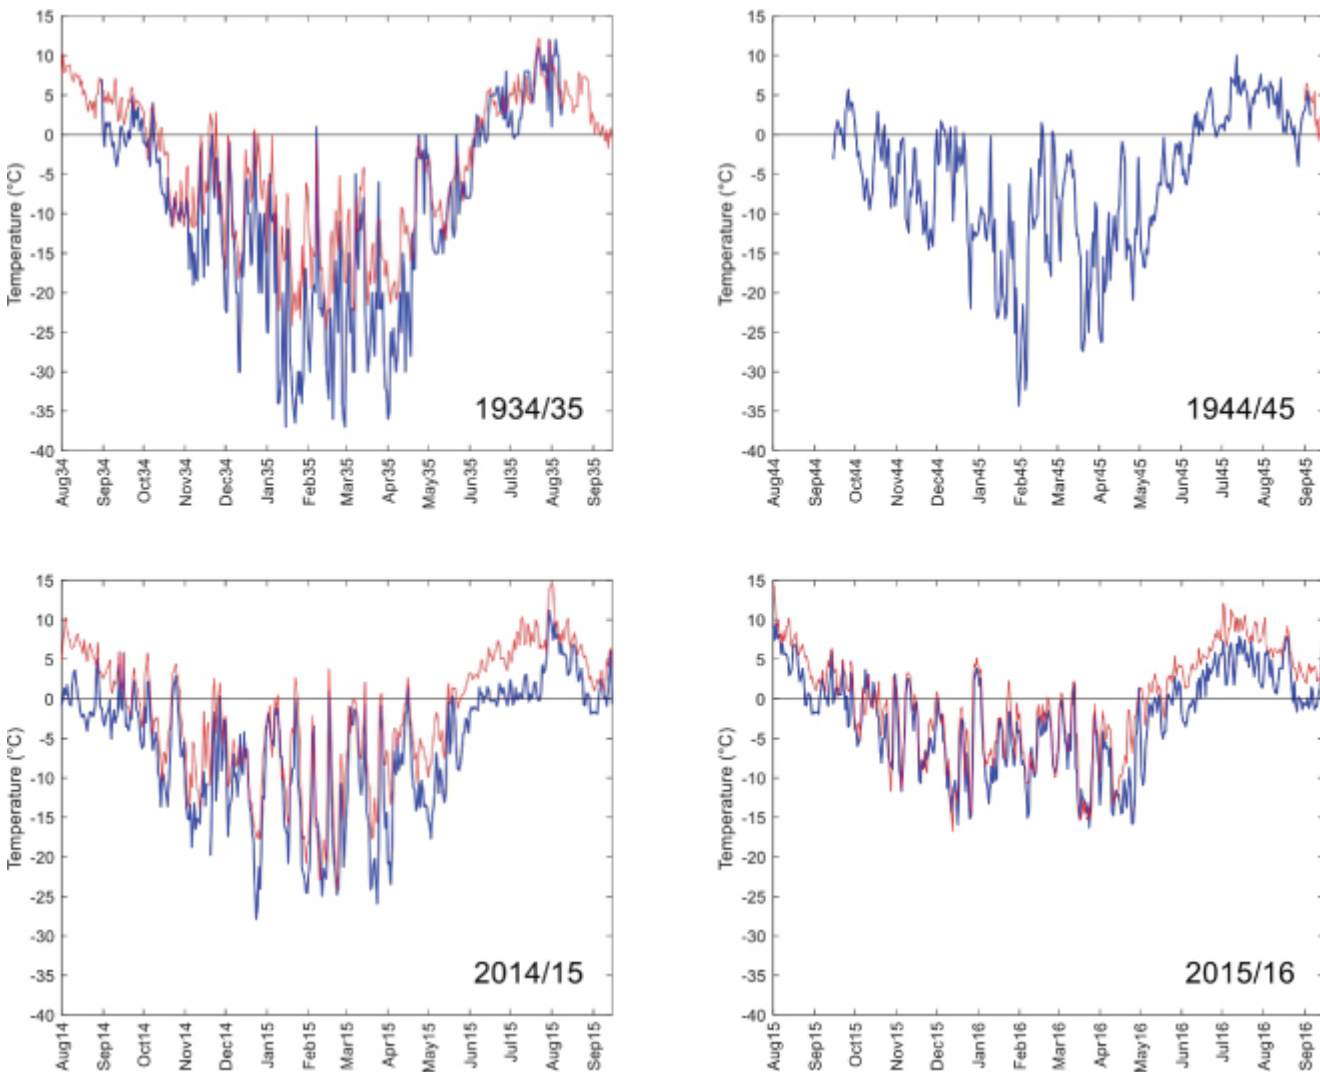 15
10
5
0
-5
-10
-15
-20
-25
-30
-35
-40
Temperature (°C)
1934/35
Aug34
Sep34
Oct34
Nov34
Dec34
Jan35
Feb35
Mar35
Apr35
May35
Jun35
Jul35
Aug35
Sep35
15
10
5
0
-5
-10
-15
-20
-25
-30
-35
-40
Temperature (°C)
1944/45
Aug44
Sep44
Oct44
Nov44
Dec44
Jan45
Feb45
Mar45
Apr45
May45
Jun45
Jul45
Aug45
Sep45
15
10
5
0
-5
-10
-15
-20
-25
-30
-35
-40
Temperature (°C)
2014/15
Aug14
Sep14
Oct14
Nov14
Dec14
Jan15
Feb15
Mar15
Apr15
May15
Jun15
Jul15
Aug15
Sep15
15
10
5
0
-5
-10
-15
-20
-25
-30
-35
-40
Temperature (°C)
2015/16
Aug15
Sep15
Oct15
Nov15
Dec15
Jan16
Feb16
Mar16
Apr16
May16
Jun16
Jul16
Aug16
Sep16